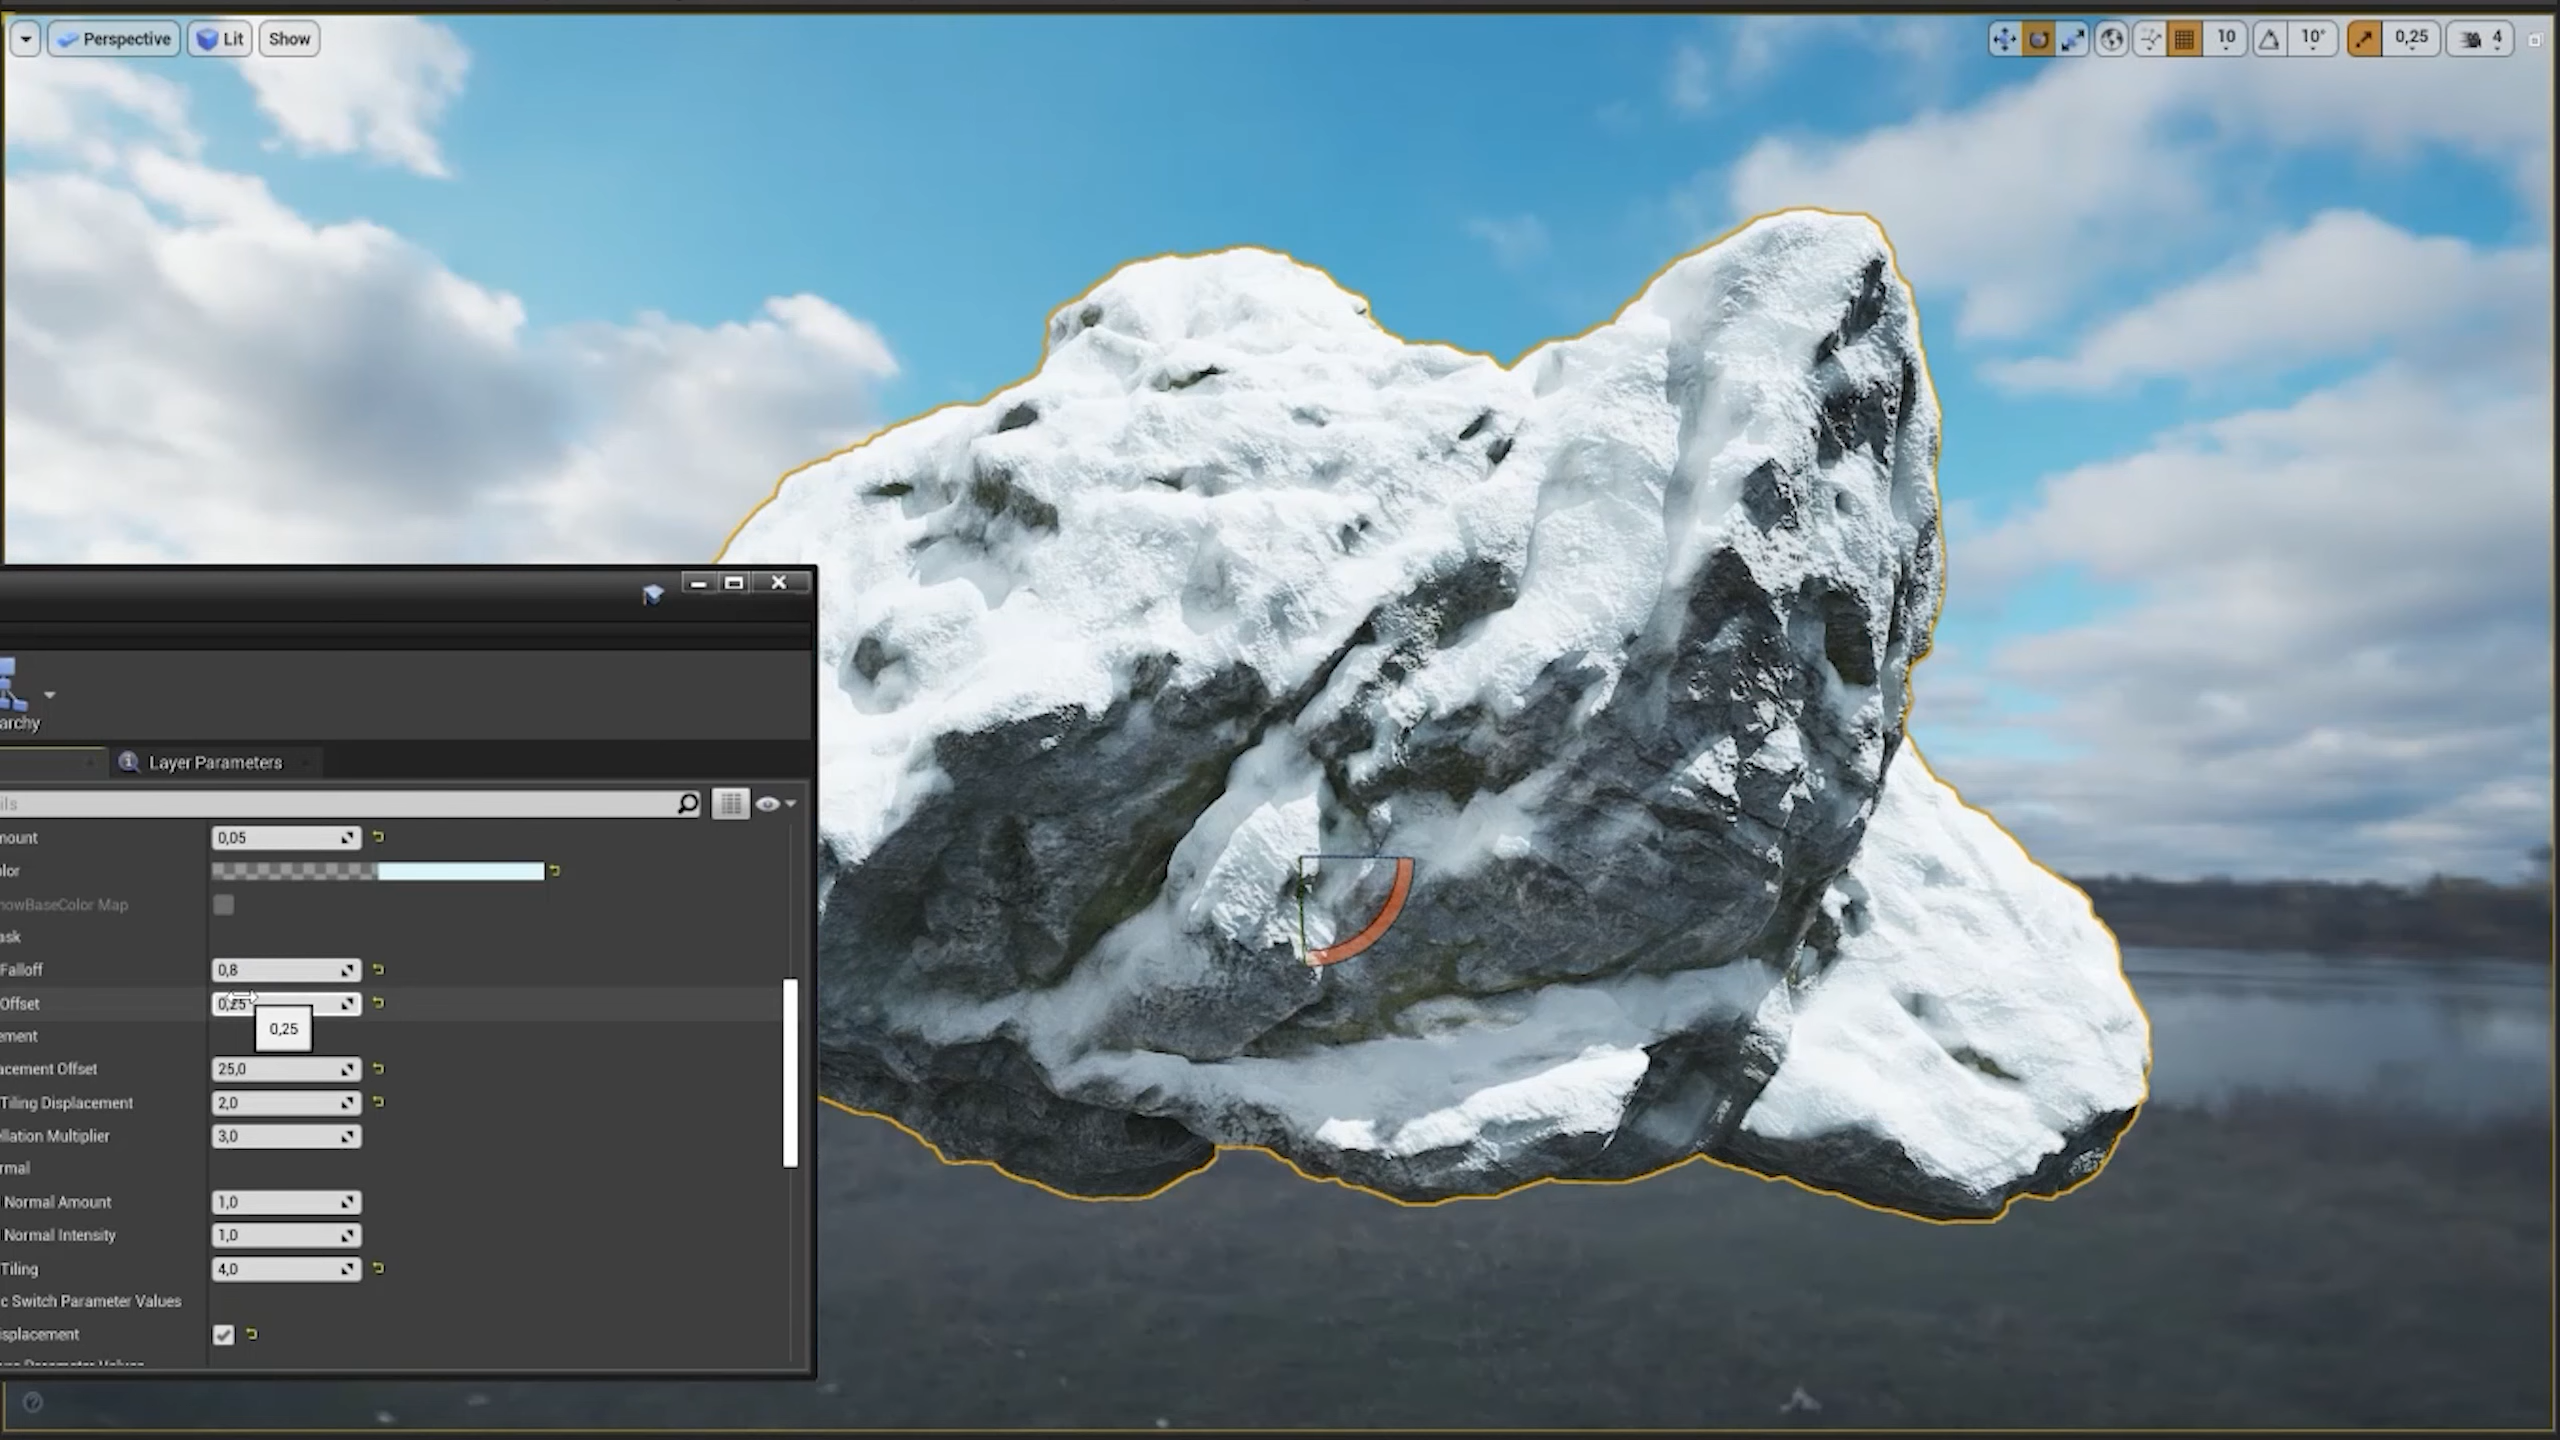 Perspective Lit Show 10 10° 0,25 4
archy
Layer Parameters
ils
mount 0,05
lor
howBaseColor Map
ask
Falloff 0,8
Offset 0,25
0,25
ement
acement Offset 25,0
Tiling Displacement 2,0
llation Multiplier 3,0
rmal
Normal Amount 1,0
Normal Intensity 1,0
Tiling 4,0
c Switch Parameter Values
isplacement